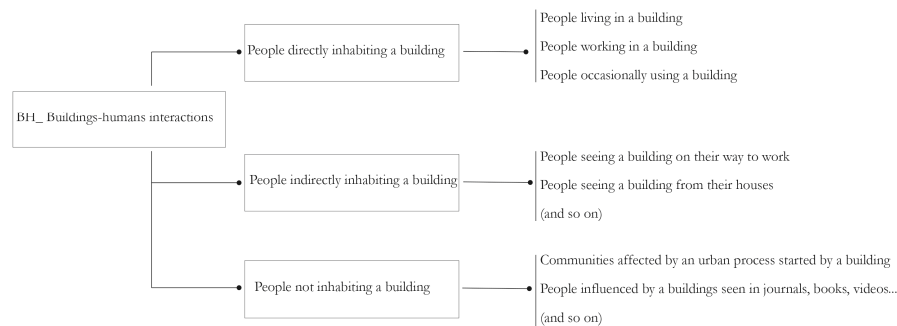 People living in a building
People directly inhabiting a building
People working in a building
People occasionally using a building
BH_ Buildings-humans interactions
People seeing a building on their way to work
People indirectly inhabiting a building
People seeing a building from their houses
(and so on)
Communities affected by an urban process started by a building
People not inhabiting a building
People influenced by a buildings seen in journals, books, videos...
(and so on)